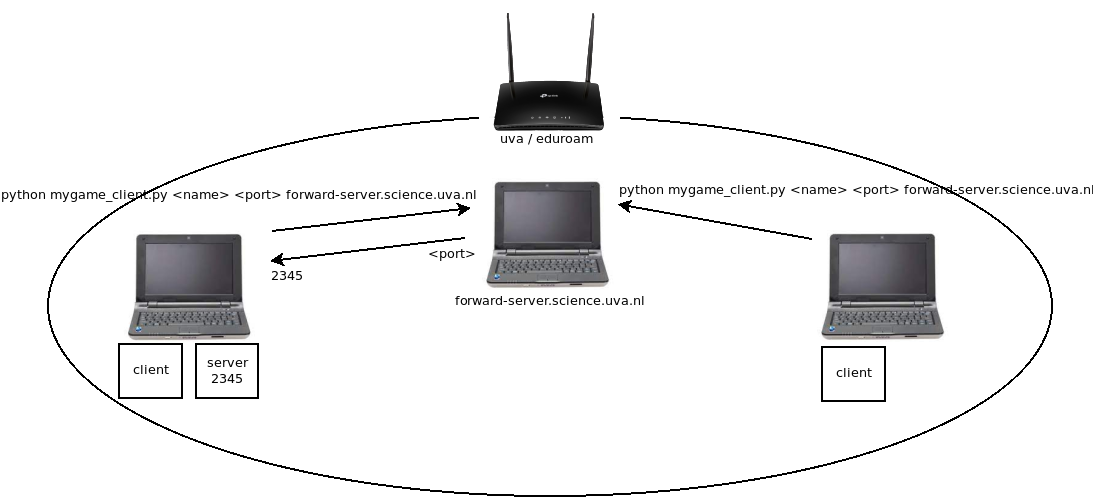 uva / eduroam
python mygame_client.py <name> <port> forward-server.science.uva.nl
python mygame_client.py <name> <port> forward-server.science.uva.nl
<port>
2345
forward-server.science.uva.nl
client
server
2345
client